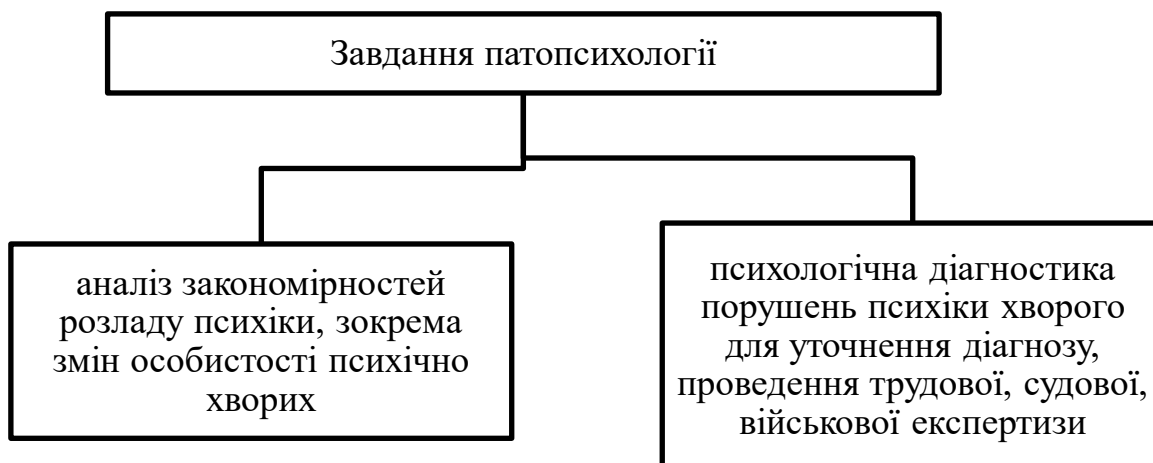 Завдання патопсихології
аналіз закономірностей
розладу психіки, зокрема
змін особистості психічно
хворих
психологічна діагностика
порушень психіки хворого
для уточнення діагнозу,
проведення трудової, судової,
військової експертизи